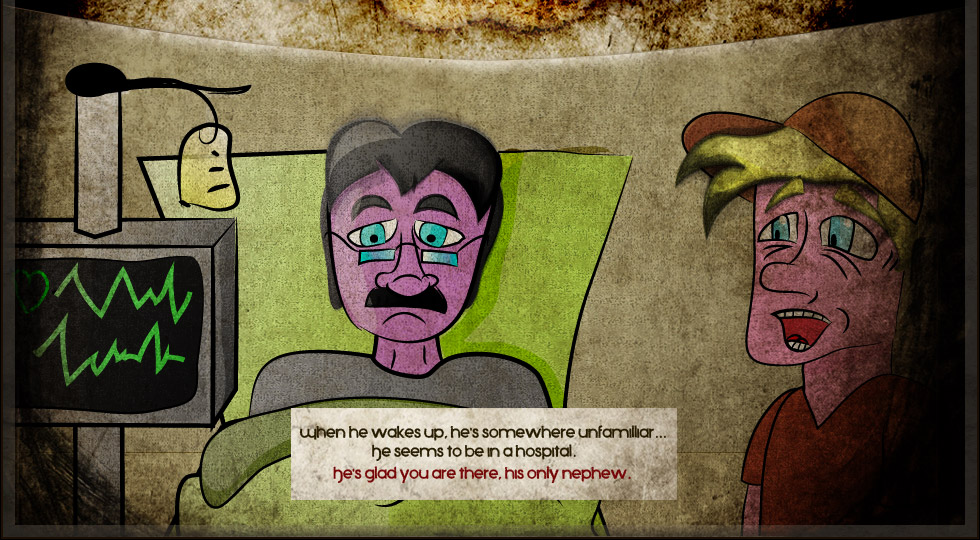 When he wakes up, he's somewhere unfamilliar...
he seems to be in a hospital.
he's glad you are there, his only nephew.